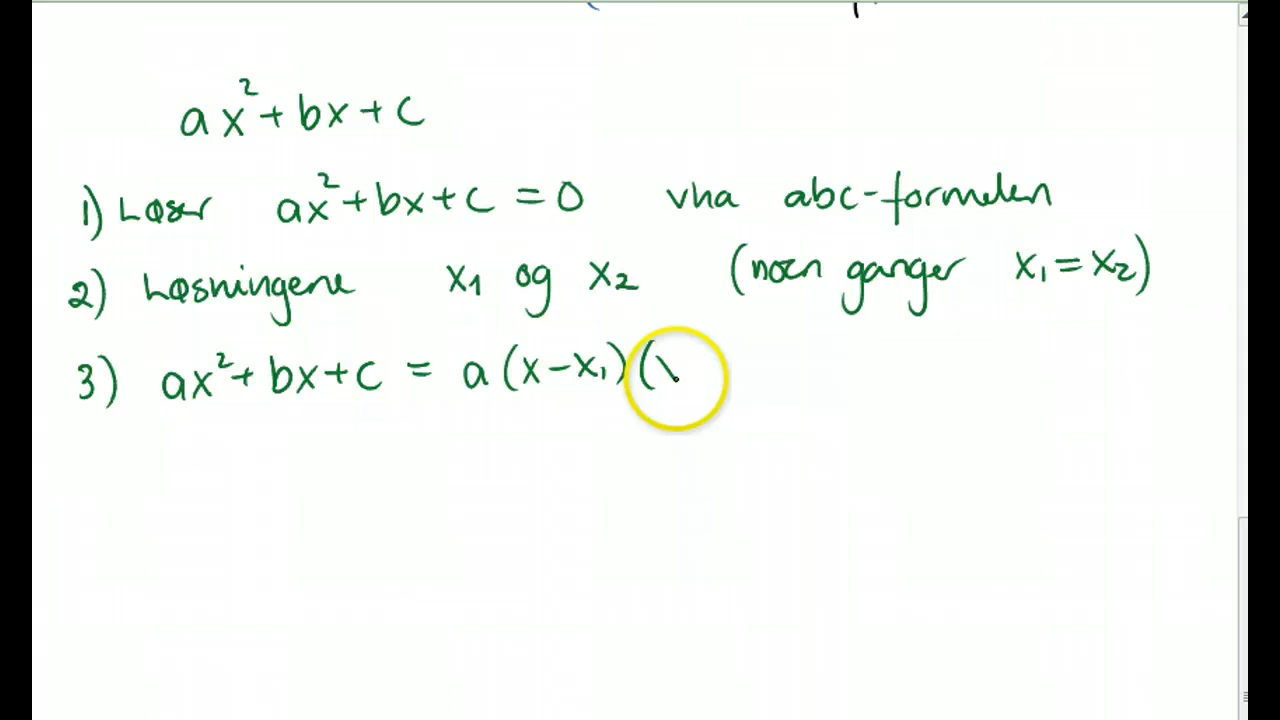 ax²+bx+c
1) Løser ax²+bx+c = 0 vha abc-formelen
2) Løsningene x₁ og x₂ (noen ganger x₁=x₂)
3) ax²+bx+c = a(x-x₁)(